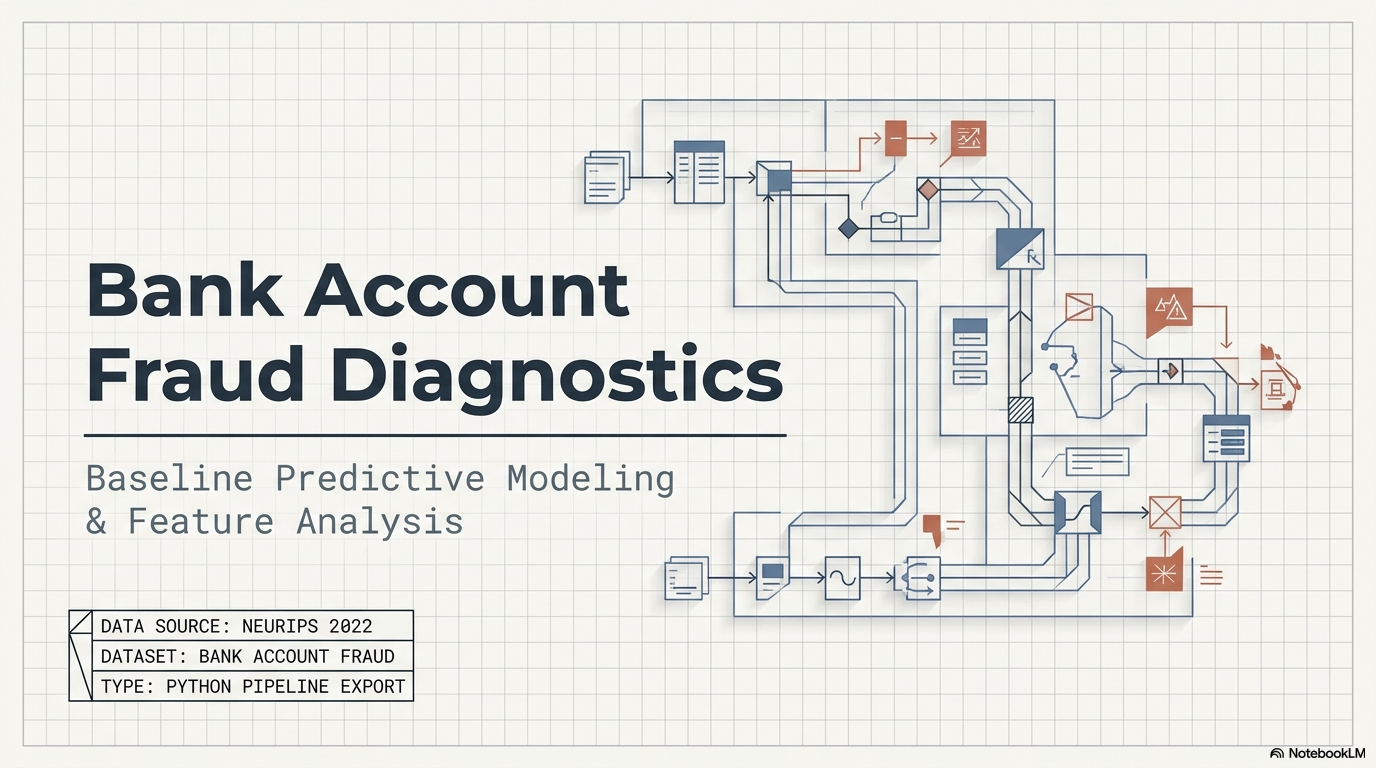 Bank Account
Fraud Diagnostics
Baseline Predictive Modeling
& Feature Analysis
DATA SOURCE: NEURIPS 2022
DATASET: BANK ACCOUNT FRAUD
TYPE: PYTHON PIPELINE EXPORT
NotebookLM